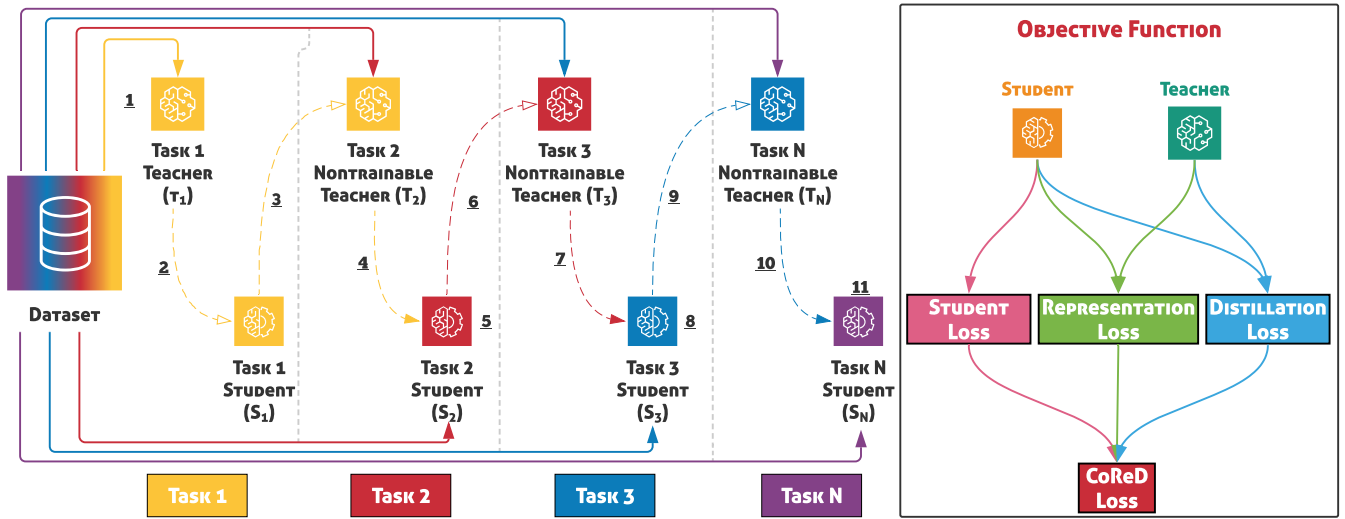 1
Task 1
Teacher
(T1)
2
3
Task 1
Student
(S1)
Task 2
Nontrainable
Teacher (T2)
4
5
Task 2
Student
(S2)
6
Task 3
Nontrainable
Teacher (T3)
7
8
Task 3
Student
(S3)
9
Task N
Nontrainable
Teacher (TN)
10
11
Task N
Student
(SN)
Dataset
Task 1
Task 2
Task 3
Task N
Objective Function
Student
Teacher
Student
Loss
Representation
Loss
Distillation
Loss
CoReD
Loss